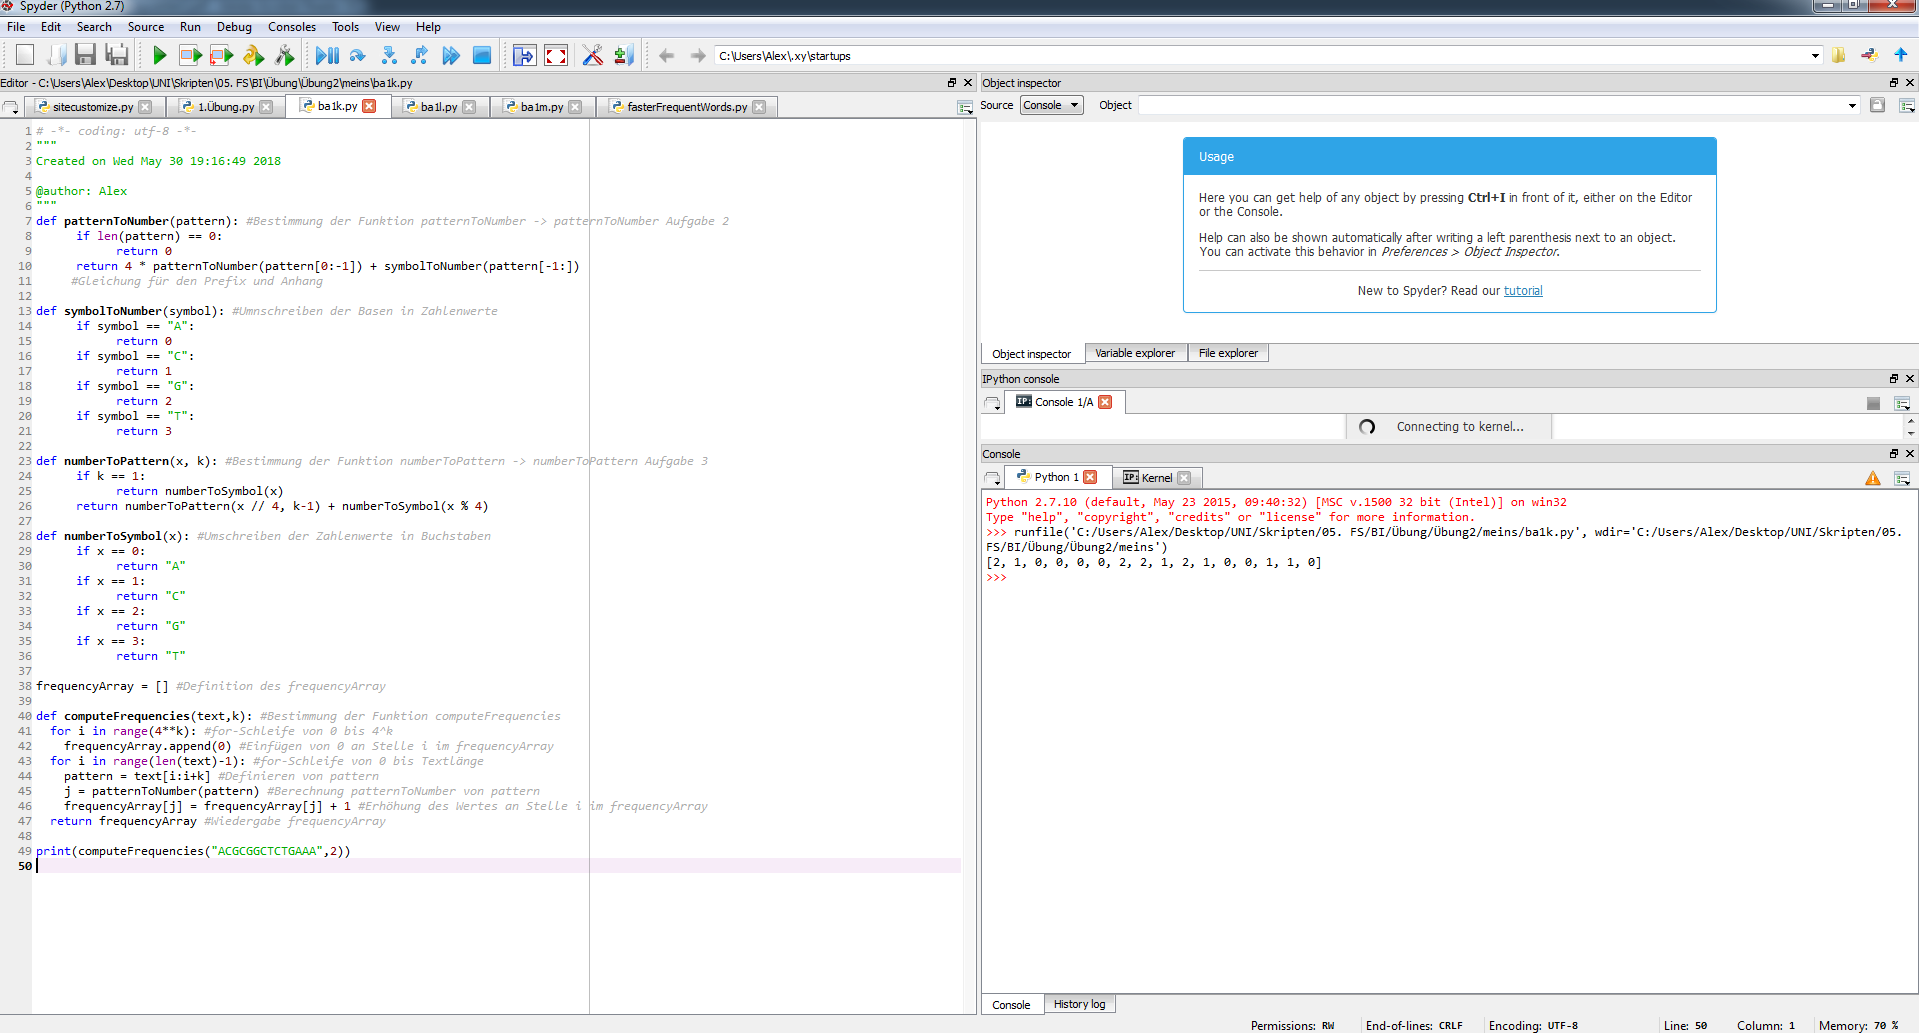 Spyder (Python 2.7)
File Edit Search Source Run Debug Consoles Tools View Help
C:\Users\Alex\.xy\startups
Editor - C:\Users\Alex\Desktop\UNI\Skripten\05. FS\BI\Übung\Übung2\meins\ba1k.py
sitecustomize.py 1.Übung.py ba1k.py ba1l.py ba1m.py fasterFrequentWords.py
1 # -*- coding: utf-8 -*-
2 """
3 Created on Wed May 30 19:16:49 2018
4
5 @author: Alex
6 """
7 def patternToNumber(pattern): #Bestimmung der Funktion patternToNumber -> patternToNumber Aufgabe 2
8 if len(pattern) == 0:
9 return 0
10 return 4 * patternToNumber(pattern[0:-1]) + symbolToNumber(pattern[-1:])
11 #Gleichung für den Prefix und Anhang
12
13 def symbolToNumber(symbol): #Umnschreiben der Basen in Zahlenwerte
14 if symbol == "A":
15 return 0
16 if symbol == "C":
17 return 1
18 if symbol == "G":
19 return 2
20 if symbol == "T":
21 return 3
22
23 def numberToPattern(x, k): #Bestimmung der Funktion numberToPattern -> numberToPattern Aufgabe 3
24 if k == 1:
25 return numberToSymbol(x)
26 return numberToPattern(x // 4, k-1) + numberToSymbol(x % 4)
27
28 def numberToSymbol(x): #Umschreiben der Zahlenwerte in Buchstaben
29 if x == 0:
30 return "A"
31 if x == 1:
32 return "C"
33 if x == 2:
34 return "G"
35 if x == 3:
36 return "T"
37
38 frequencyArray = [] #Definition des frequencyArray
39
40 def computeFrequencies(text,k): #Bestimmung der Funktion computeFrequencies
41 for i in range(4**k): #for-Schleife von 0 bis 4^k
42 frequencyArray.append(0) #Einfügen von 0 an Stelle i im frequencyArray
43 for i in range(len(text)-1): #for-Schleife von 0 bis Textlänge
44 pattern = text[i:i+k] #Definieren von pattern
45 j = patternToNumber(pattern) #Berechnung patternToNumber von pattern
46 frequencyArray[j] = frequencyArray[j] + 1 #Erhöhung des Wertes an Stelle i im frequencyArray
47 return frequencyArray #Wiedergabe frequencyArray
48
49 print(computeFrequencies("ACGCGGCTCTGAAA",2))
50
Object inspector
Source Console Object
Usage
Here you can get help of any object by pressing Ctrl+I in front of it, either on the Editor
or the Console.
Help can also be shown automatically after writing a left parenthesis next to an object.
You can activate this behavior in Preferences > Object Inspector.
New to Spyder? Read our tutorial
Object inspector Variable explorer File explorer
IPython console
IP: Console 1/A
Connecting to kernel...
Console
Python 1 IP: Kernel
Python 2.7.10 (default, May 23 2015, 09:40:32) [MSC v.1500 32 bit (Intel)] on win32
Type "help", "copyright", "credits" or "license" for more information.
>>> runfile('C:/Users/Alex/Desktop/UNI/Skripten/05. FS/BI/Übung/Übung2/meins/ba1k.py', wdir='C:/Users/Alex/Desktop/UNI/Skripten/05.
FS/BI/Übung/Übung2/meins')
[2, 1, 0, 0, 0, 0, 2, 2, 1, 2, 1, 0, 0, 1, 1, 0]
>>>
Console History log
Permissions: RW End-of-lines: CRLF Encoding: UTF-8 Line: 50 Column: 1 Memory: 70 %